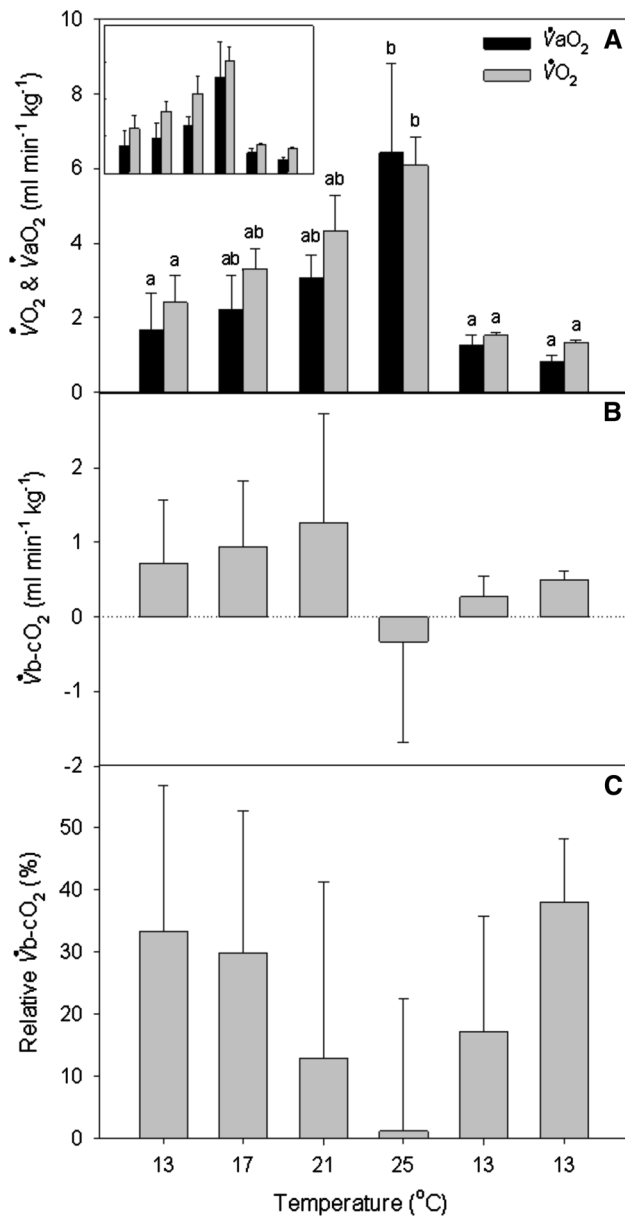 A
V̇aO₂
V̇O₂
10
8
6
4
2
0
V̇O₂ & V̇aO₂ (ml min⁻¹ kg⁻¹)
a a
ab ab
ab ab
b b
a a
a a
B
2
1
0
-1
-2
V̇b-cO₂ (ml min⁻¹ kg⁻¹)
C
50
40
30
20
10
0
Relative V̇b-cO₂ (%)
13 17 21 25 13 13
Temperature (°C)